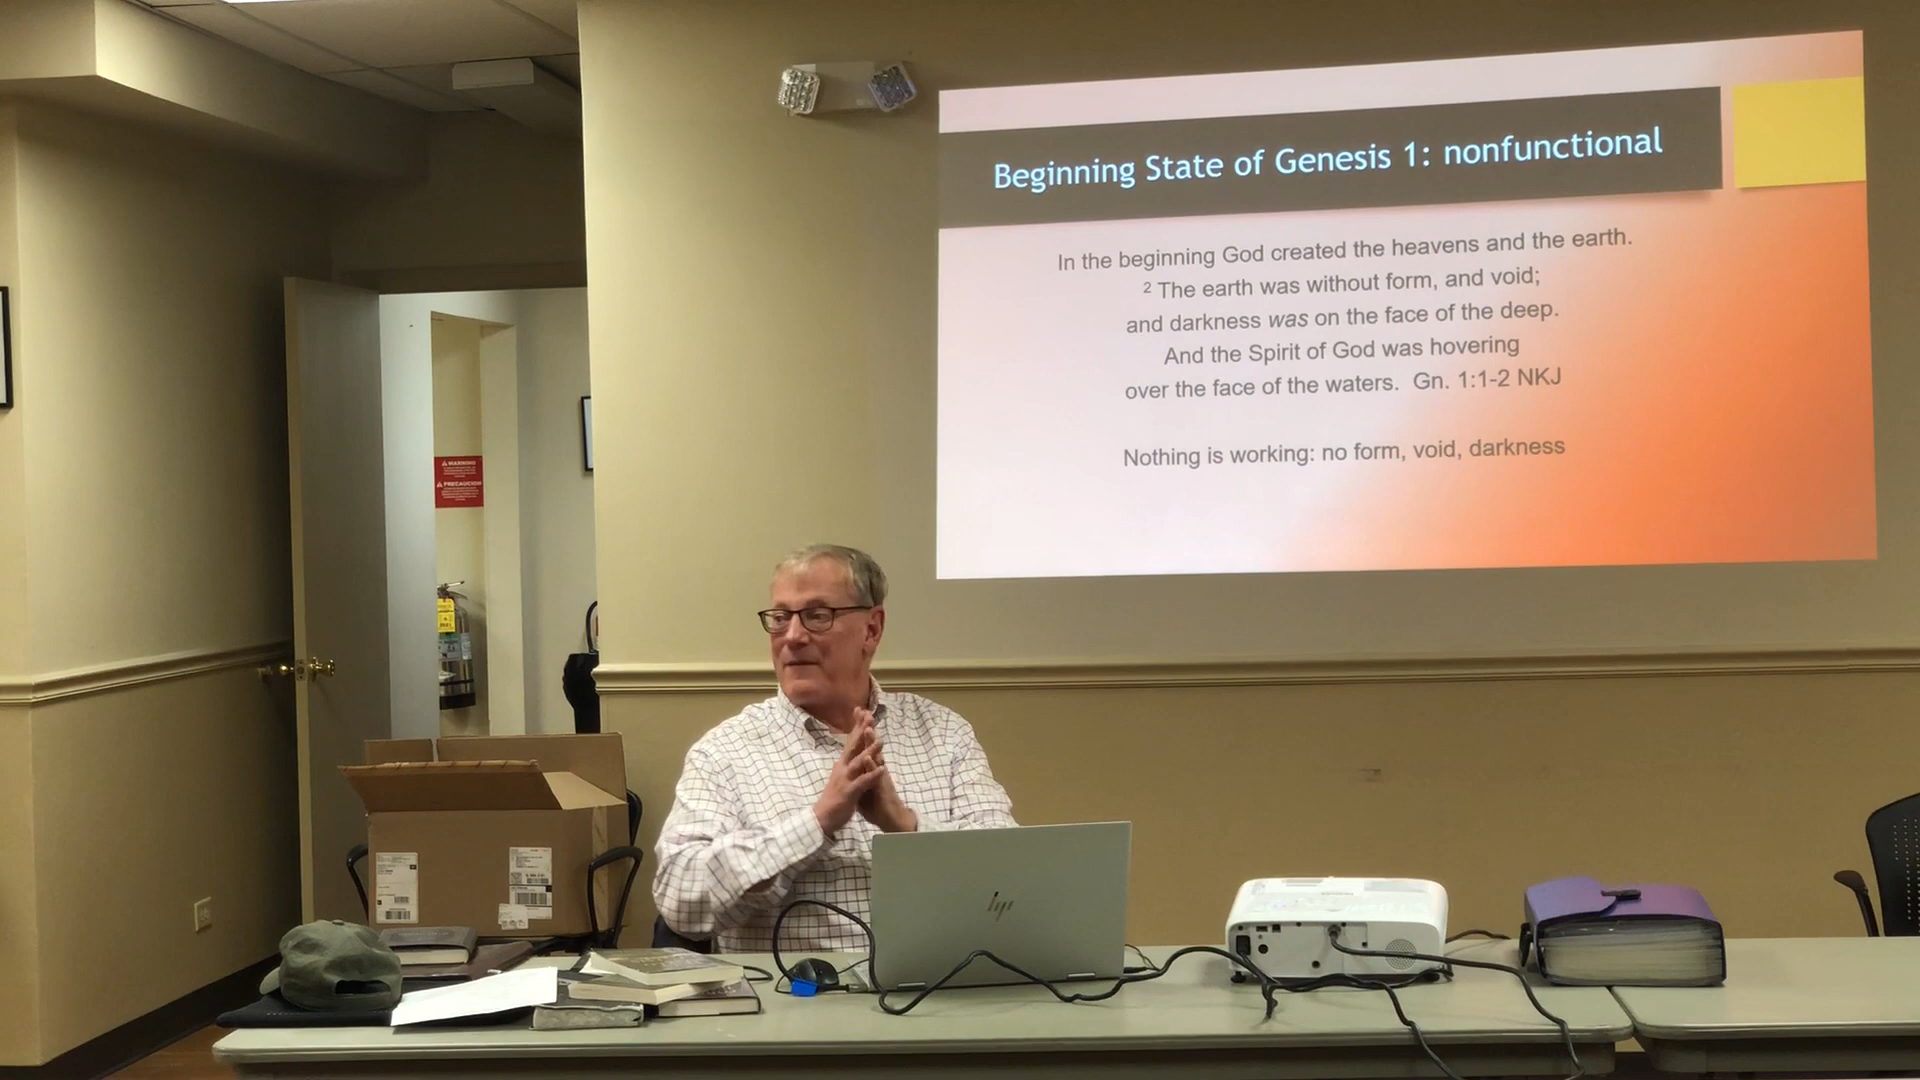 Beginning State of Genesis 1: nonfunctional
In the beginning God created the heavens and the earth.
2 The earth was without form, and void;
and darkness was on the face of the deep.
And the Spirit of God was hovering
over the face of the waters. Gn. 1:1-2 NKJ
Nothing is working: no form, void, darkness
WARNING
PRECAUCION
hp